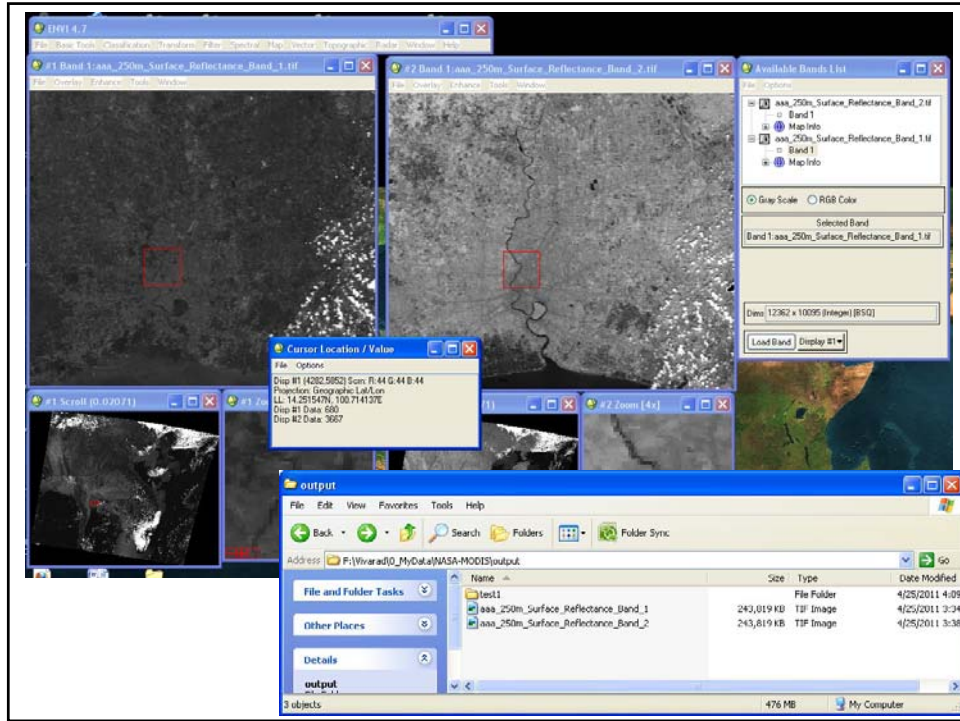 ENVI 4.7
File Basic Tools Classification Transform Filter Spectral Map Vector Topographic Radar Window Help
#1 Band 1:aaa_250m_Surface_Reflectance_Band_1.tif
File Overlay Enhance Tools Window
#2 Band 1:aaa_250m_Surface_Reflectance_Band_2.tif
File Overlay Enhance Tools Window
Available Bands List
File Options
aaa_250m_Surface_Reflectance_Band_2.tif
Band 1
Map Info
aaa_250m_Surface_Reflectance_Band_1.tif
Band 1
Map Info
Gray Scale RGB Color
Selected Band
Band 1:aaa_250m_Surface_Reflectance_Band_1.tif
Dims 12362 x 10095 (Integer) [BSQ]
Load Band Display #1
Cursor Location / Value
File Options
Disp #1 (4282,5852) Scrn: R:44 G:44 B:44
Projection: Geographic Lat/Lon
LL: 14.251547N, 100.714137E
Disp #1 Data: 680
Disp #2 Data: 3667
#1 Scroll (0.02071)
#2 Zoom [4x]
output
File Edit View Favorites Tools Help
Back Search Folders Folder Sync
Address F:\Vivarad\0_MyData\NASA-MODIS\output Go
Name Size Type Date Modified
test1 File Folder 4/25/2011 4:09
aaa_250m_Surface_Reflectance_Band_1 243,819 KB TIF Image 4/25/2011 3:34
aaa_250m_Surface_Reflectance_Band_2 243,819 KB TIF Image 4/25/2011 3:38
File and Folder Tasks
Other Places
Details
output
3 objects 476 MB My Computer